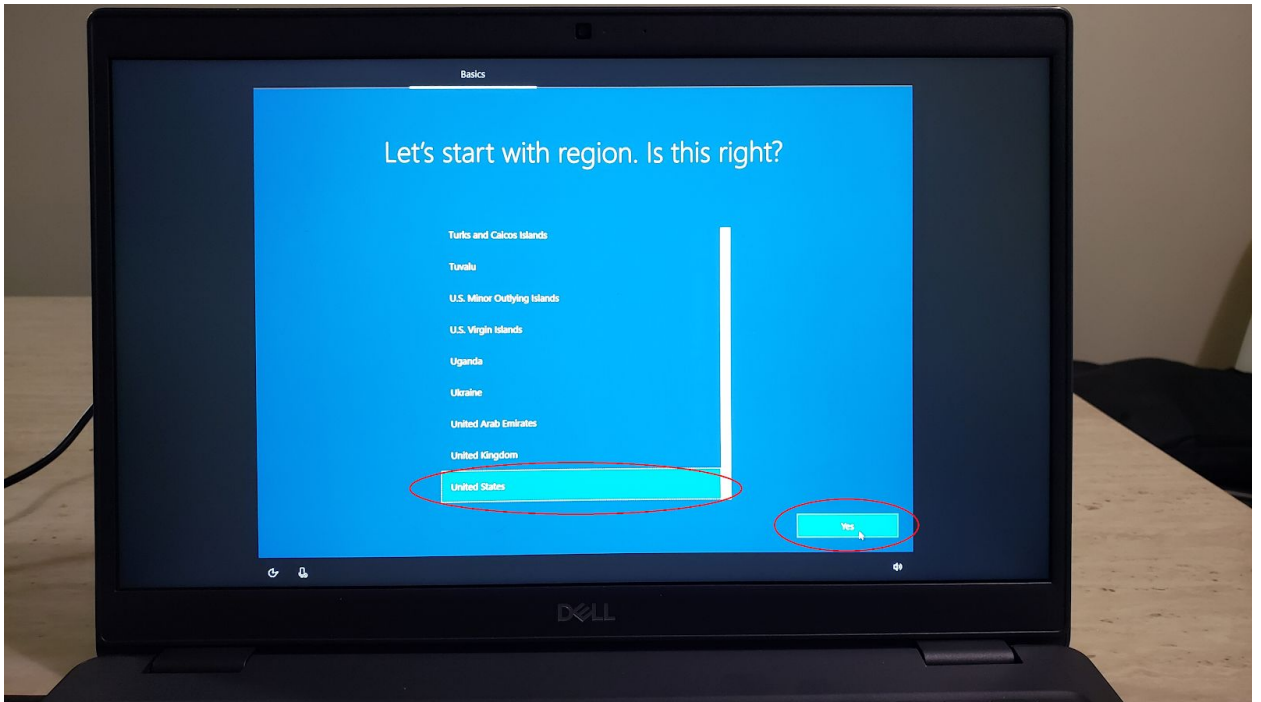 Basics
Let's start with region. Is this right?
Turks and Caicos Islands
Tuvalu
U.S. Minor Outlying Islands
U.S. Virgin Islands
Uganda
Ukraine
United Arab Emirates
United Kingdom
United States
Yes
DELL